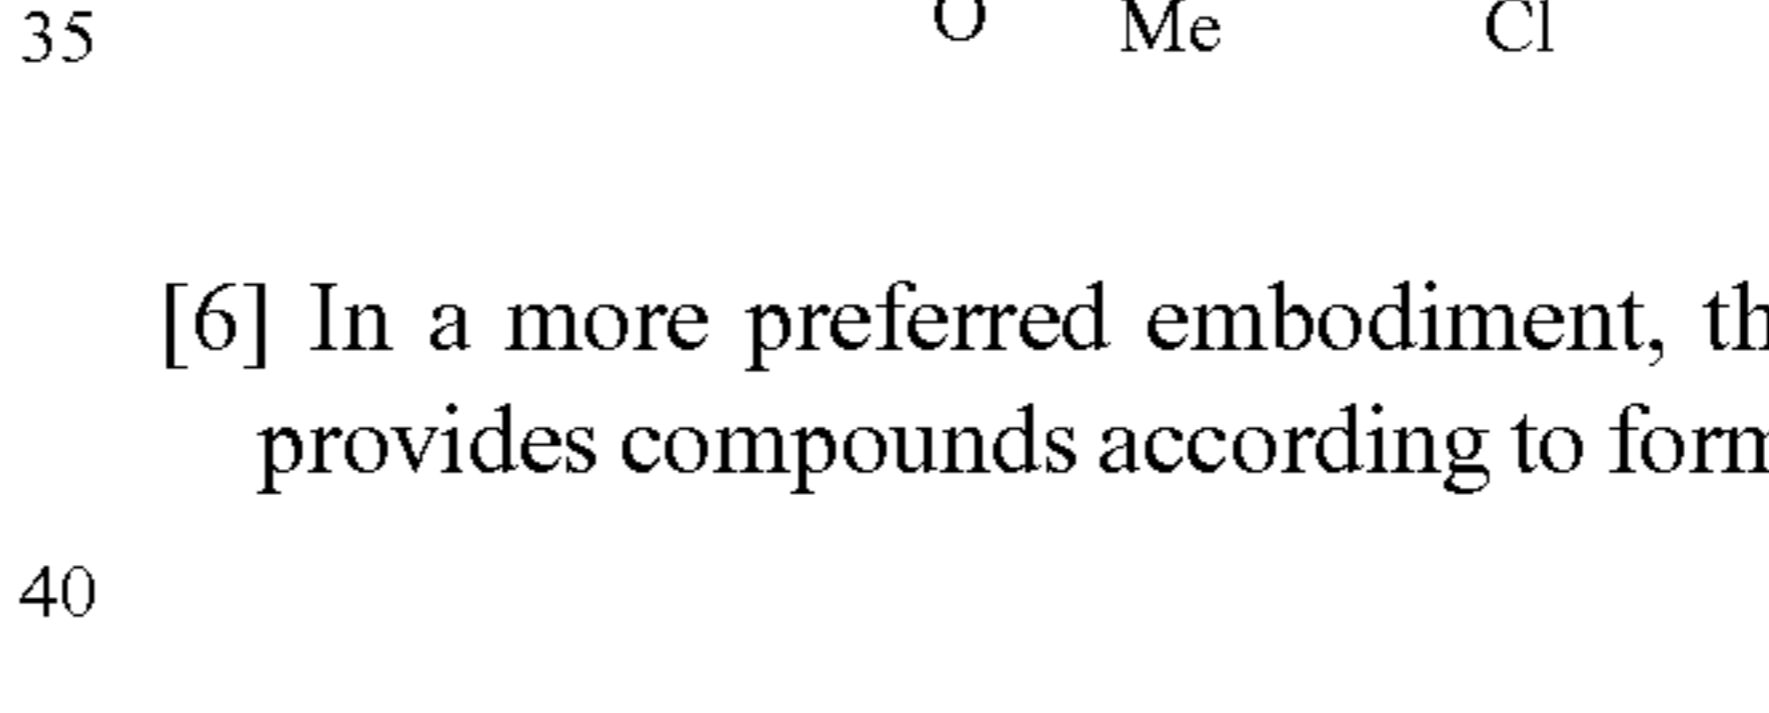 35 O Me Cl
[6] In a more preferred embodiment, th
provides compounds according to form
40